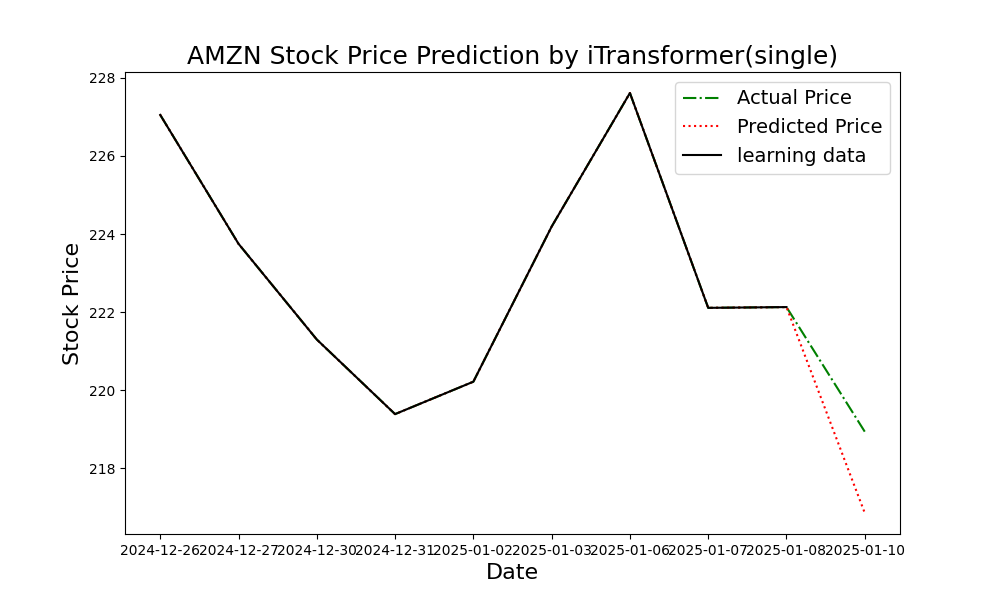 AMZN Stock Price Prediction by iTransformer(single)
228
226
224
222
220
218
Stock Price
Actual Price
Predicted Price
learning data
2024-12-26 2024-12-27 2024-12-30 2024-12-31 2025-01-02 2025-01-03 2025-01-06 2025-01-07 2025-01-08 2025-01-10
Date